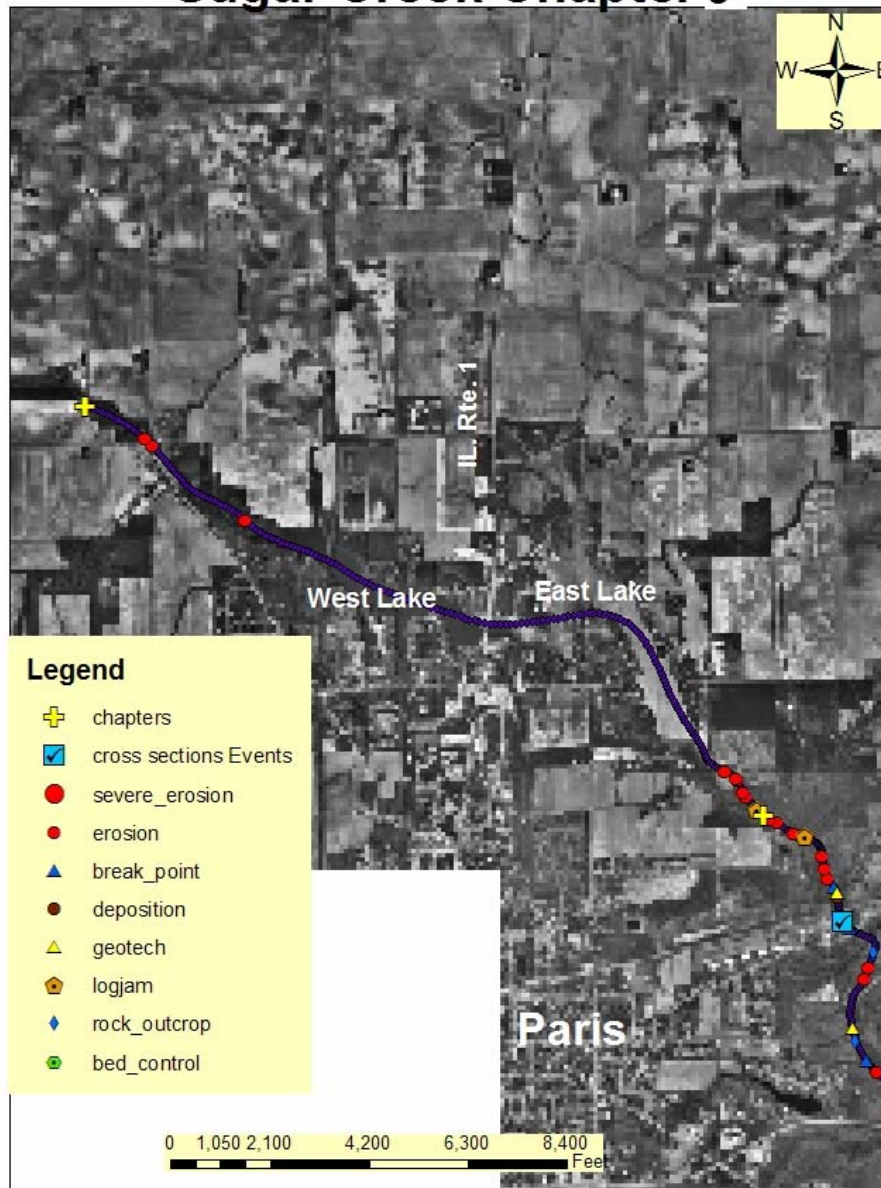 N
W
S
IL. Rte. 1
West Lake
East Lake
Legend
chapters
cross sections Events
severe_erosion
erosion
break_point
deposition
geotech
logjam
rock_outcrop
bed_control
Paris
0 1,050 2,100 4,200 6,300 8,400
Feet